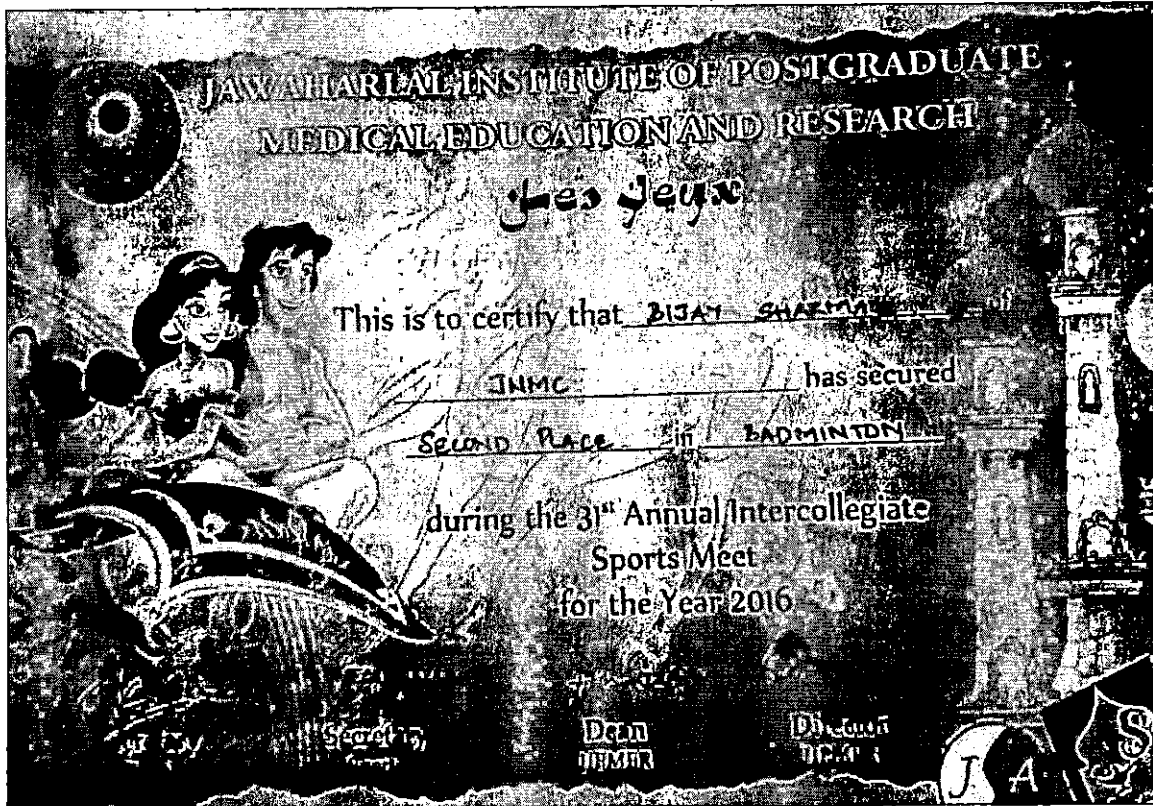 JAWAHARLAL INSTITUTE OF POSTGRADUATE
MEDICAL EDUCATION AND RESEARCH
Les Jeux
This is to certify that BIJAY SHARMA of
JNMC has secured
SECOND PLACE in BADMINTON
during the 31st Annual Intercollegiate
Sports Meet
for the Year 2016
Secretary
Dean
Director
JIPMER
J A S